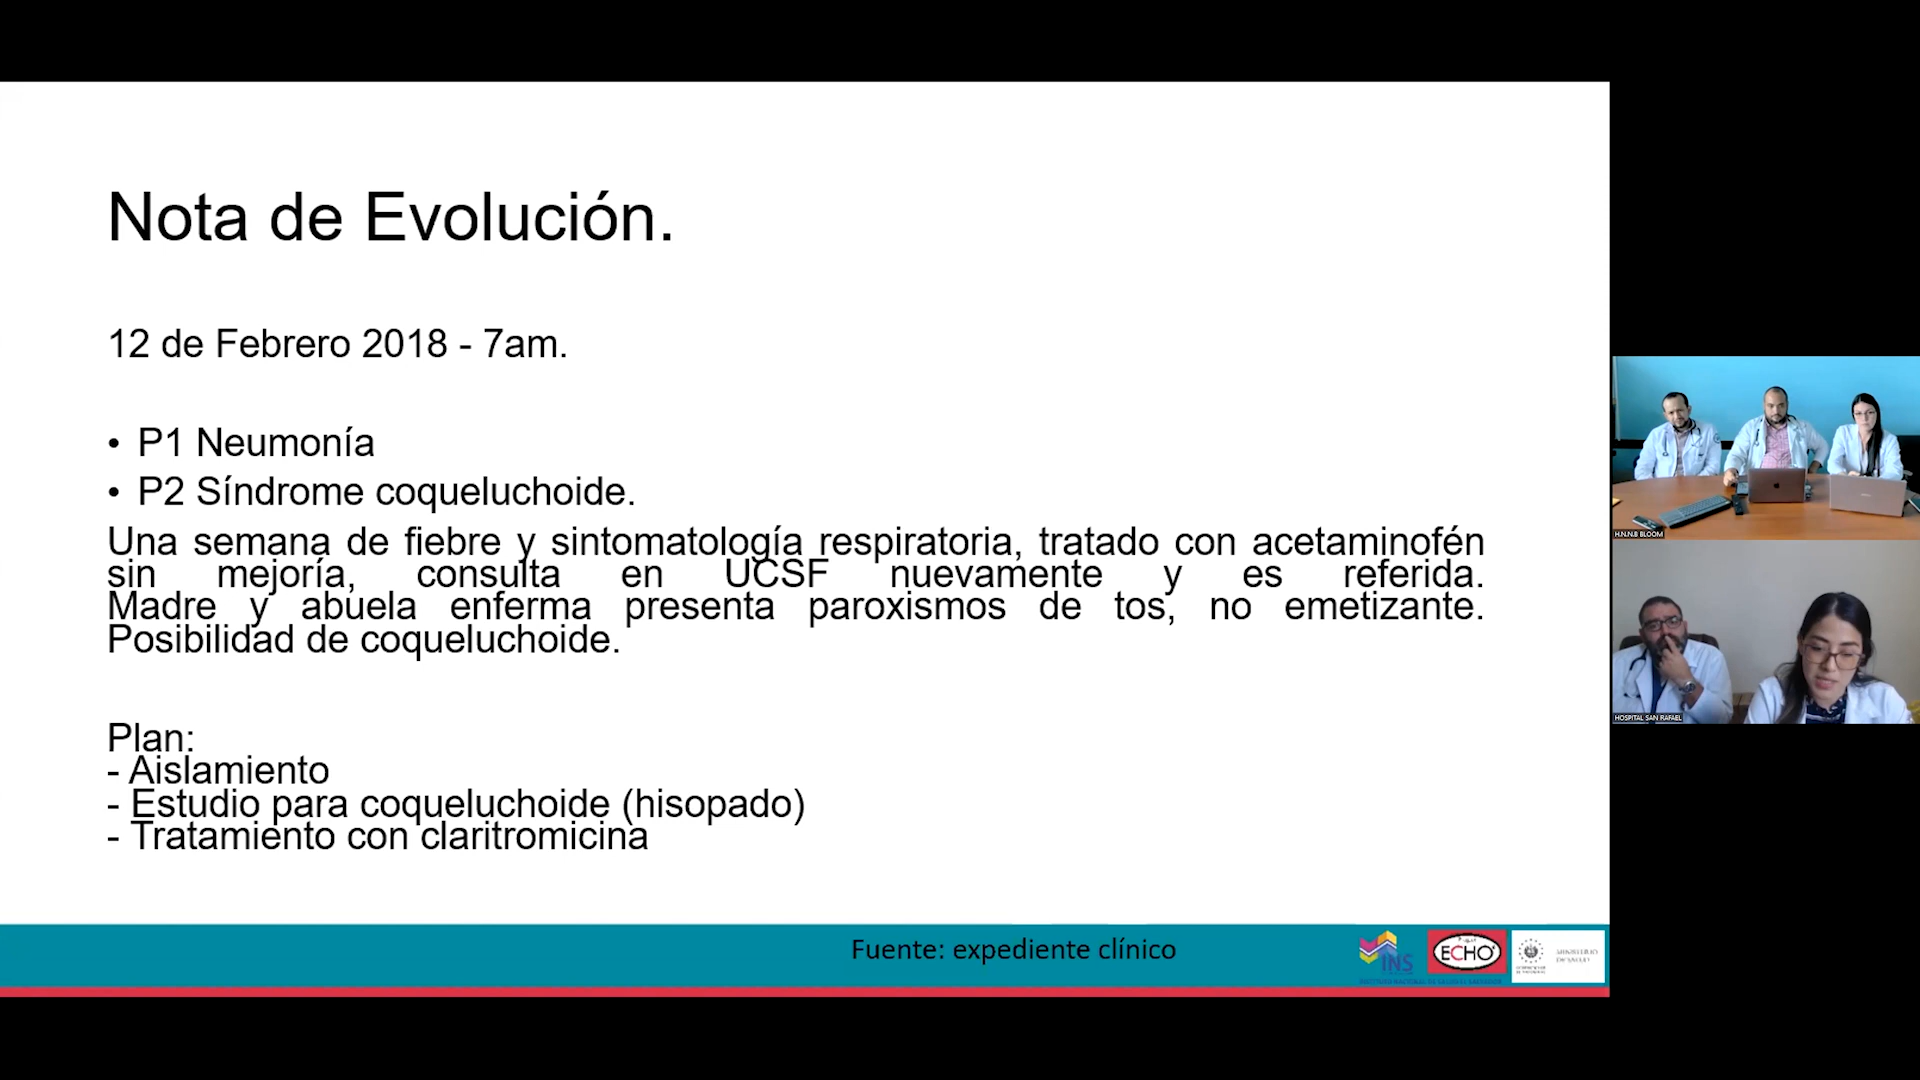 Nota de Evolución.
12 de Febrero 2018 - 7am.
• P1 Neumonía
• P2 Síndrome coqueluchoide.
Una semana de fiebre y sintomatología respiratoria, tratado con acetaminofén
sin mejoría, consulta en UCSF nuevamente y es referida.
Madre y abuela enferma presenta paroxismos de tos, no emetizante.
Posibilidad de coqueluchoide.
Plan:
- Aislamiento
- Estudio para coqueluchoide (hisopado)
- Tratamiento con claritromicina
Fuente: expediente clínico
INS
ECHO
MINISTERIO
DE SALUD
H.N.N.B BLOOM
HOSPITAL SAN RAFAEL